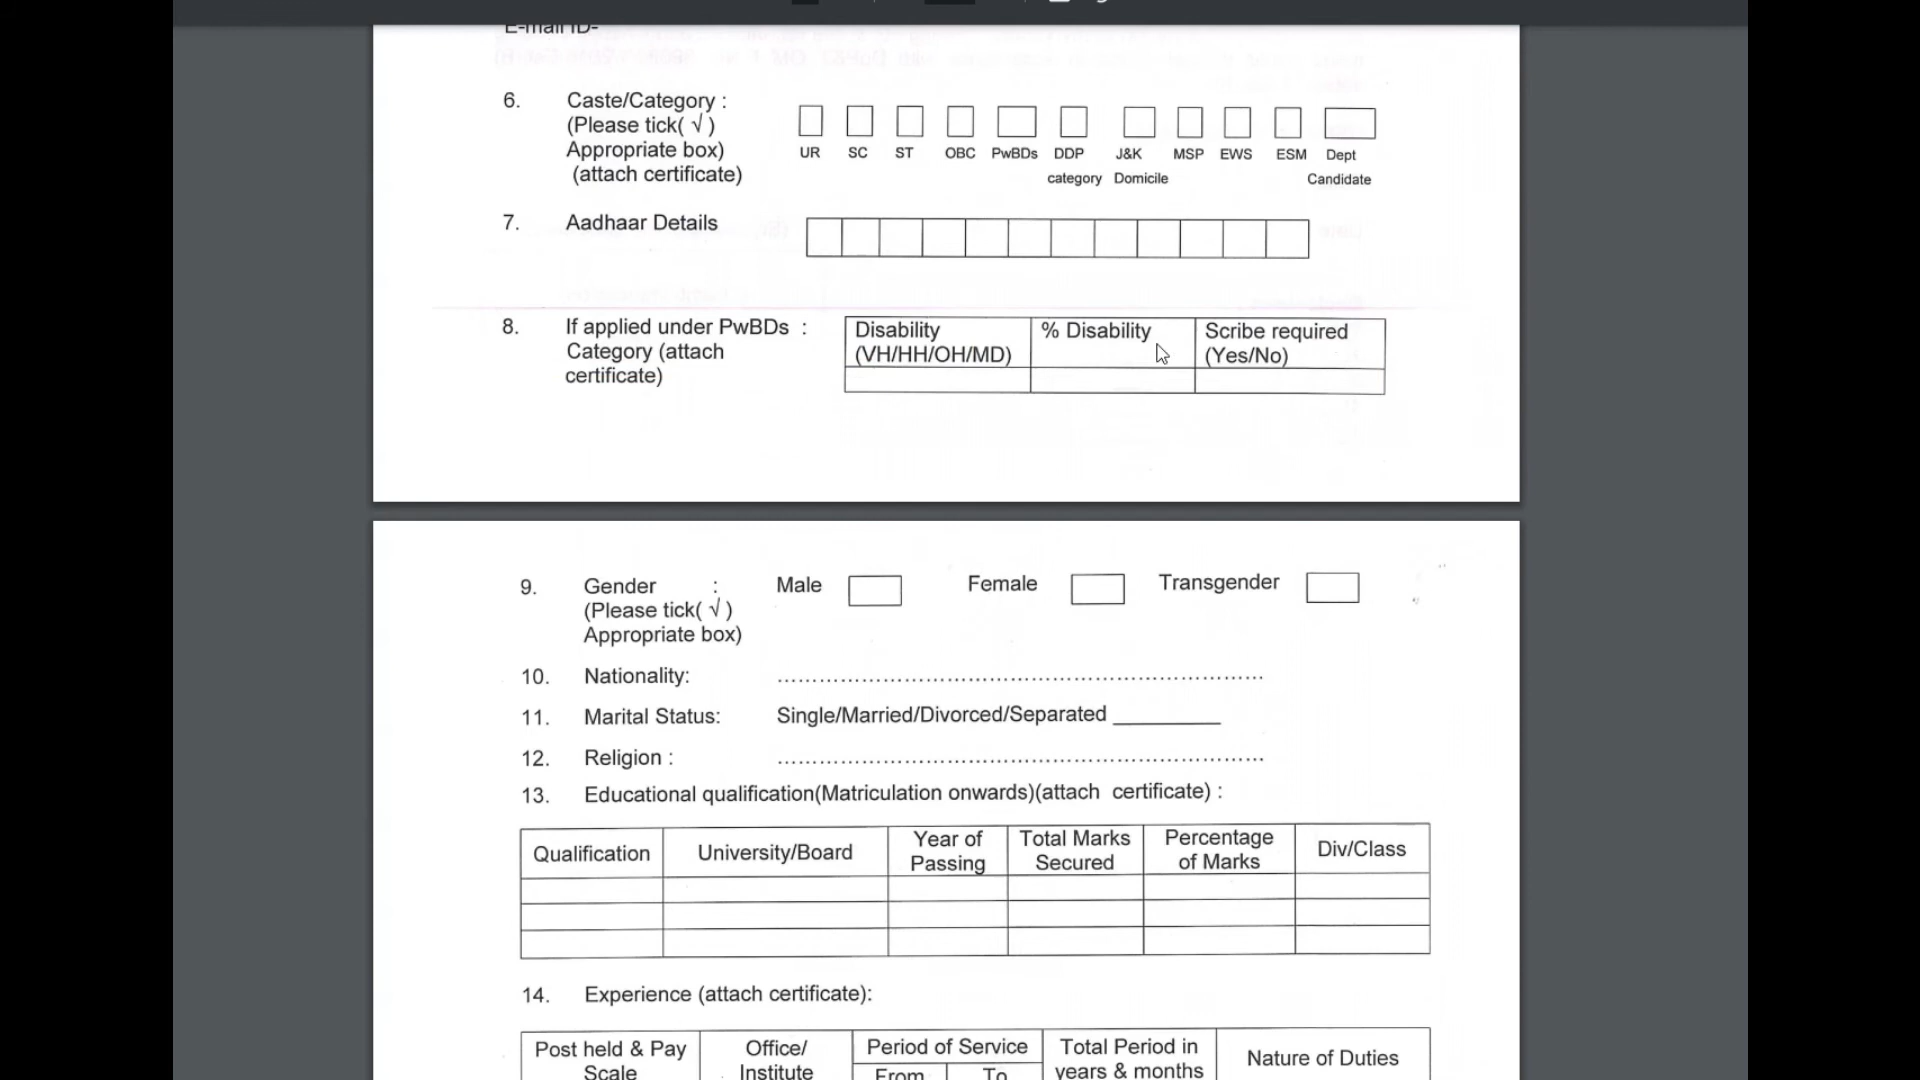 E-mail ID-
6. Caste/Category :
(Please tick( √ )
Appropriate box)
(attach certificate)
UR SC ST OBC PwBDs DDP J&K MSP EWS ESM Dept
category Domicile Candidate
7. Aadhaar Details
8. If applied under PwBDs :
Category (attach
certificate)
Disability % Disability Scribe required
(VH/HH/OH/MD) (Yes/No)
9. Gender : Male Female Transgender
(Please tick( √ )
Appropriate box)
10. Nationality: ......................................................................
11. Marital Status: Single/Married/Divorced/Separated _________
12. Religion : ......................................................................
13. Educational qualification(Matriculation onwards)(attach certificate) :
Qualification University/Board Year of Passing Total Marks Secured Percentage of Marks Div/Class
14. Experience (attach certificate):
Post held & Pay Scale Office/ Institute Period of Service From To Total Period in years & months Nature of Duties